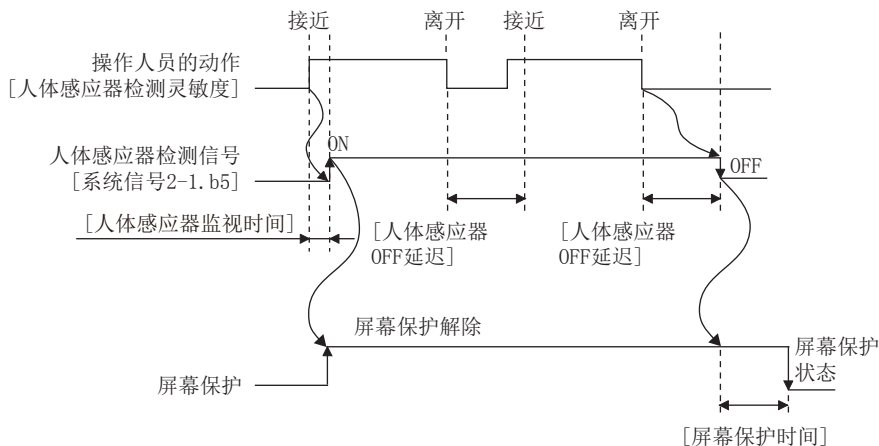 接近
离开
接近
离开
操作人员的动作
[人体感应器检测灵敏度]
ON
人体感应器检测信号
[系统信号2-1.b5]
OFF
[人体感应器监视时间]
[人体感应器
OFF延迟]
[人体感应器
OFF延迟]
屏幕保护解除
屏幕保护
屏幕保护
状态
[屏幕保护时间]